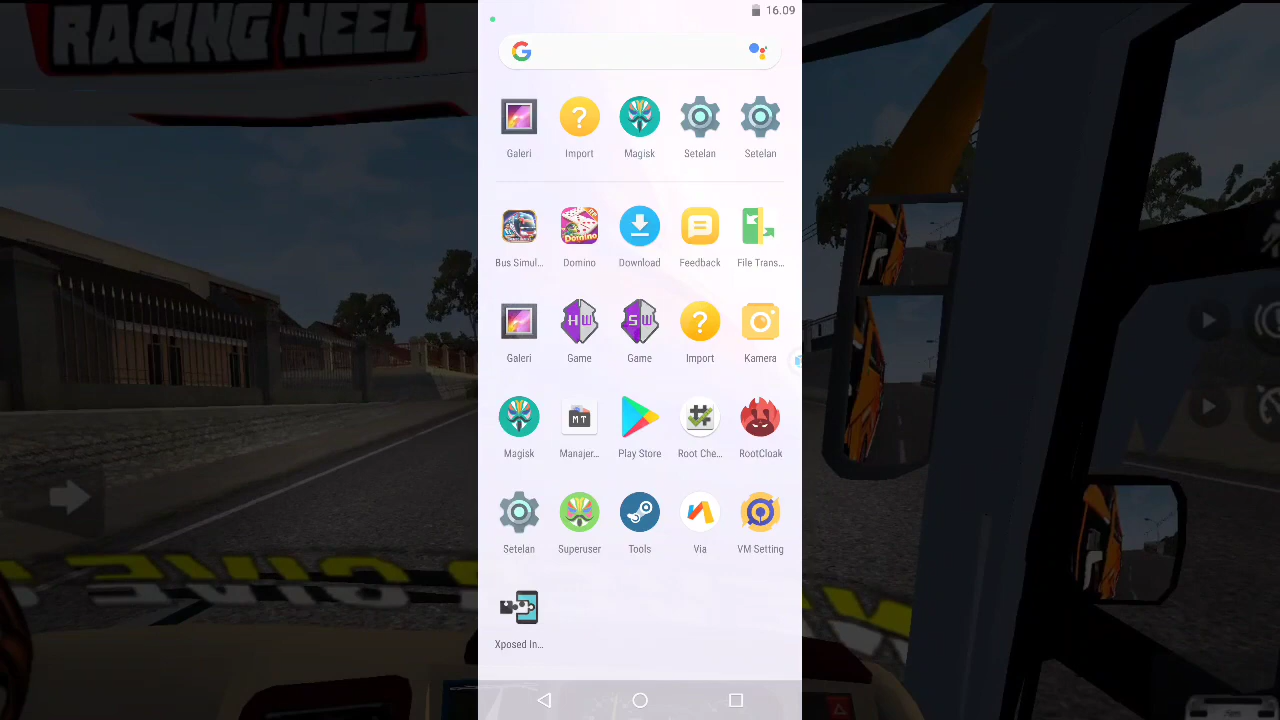 RACING HEEL
16.09
Galeri Import Magisk Setelan Setelan
Bus Simul... Domino Download Feedback File Trans...
Galeri Game Game Import Kamera
Magisk Manajer... Play Store Root Che... RootCloak
Setelan Superuser Tools Via VM Setting
Xposed In...